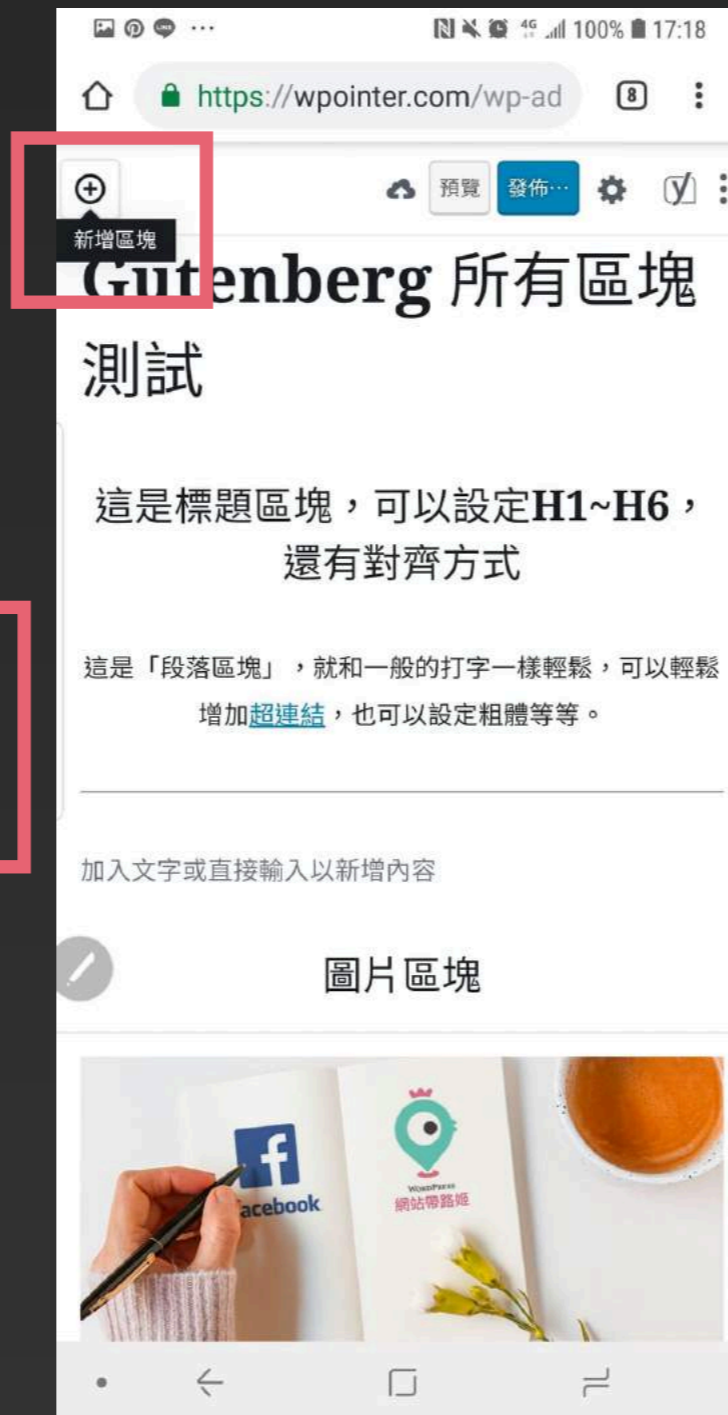 4G 100% 17:18
https://wpointer.com/wp-ad 8
預覽 發佈…
新增區塊
Gutenberg 所有區塊
測試
這是標題區塊，可以設定H1~H6，
還有對齊方式
這是「段落區塊」，就和一般的打字一樣輕鬆，可以輕鬆
增加超連結，也可以設定粗體等等。
加入文字或直接輸入以新增內容
圖片區塊
facebook
WordPress
網站帶路姬